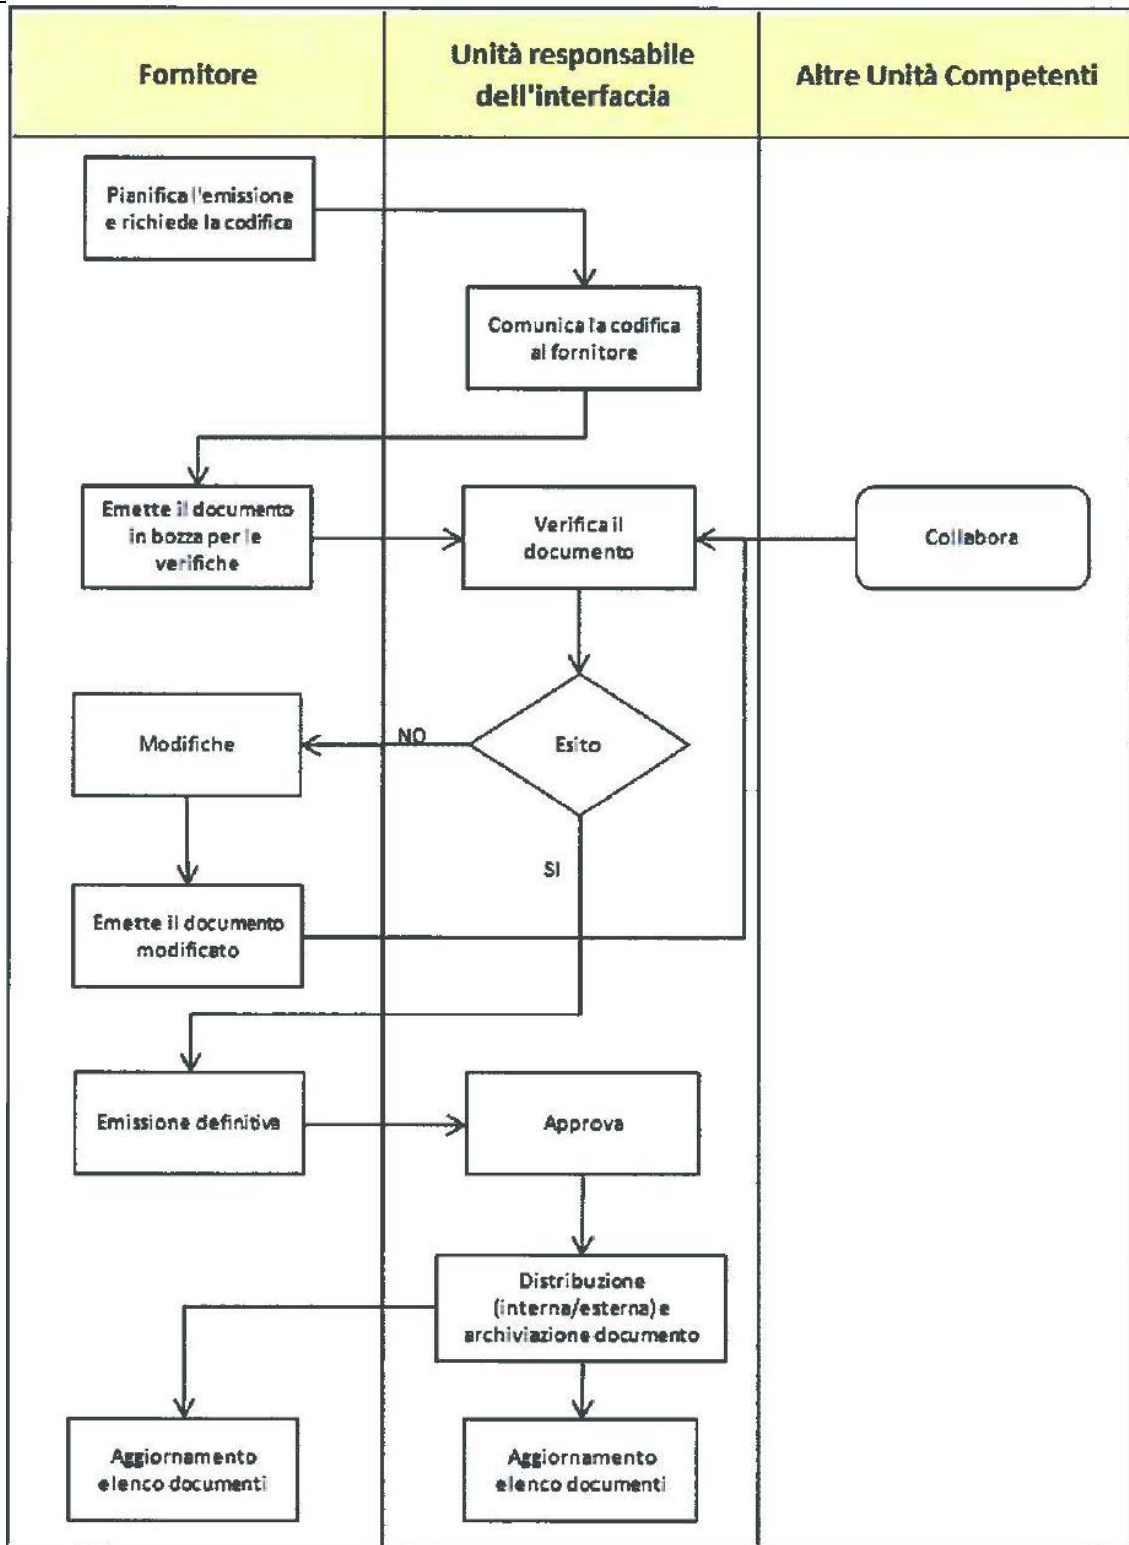 Fornitore
Unità responsabile
dell'interfaccia
Altre Unità Competenti
Pianifica l'emissione
e richiede la codifica
Comunica la codifica
al fornitore
Emette il documento
in bozza per le
verifiche
Verifica il
documento
Collabora
Modifiche
NO
Esito
SI
Emette il documento
modificato
Emissione definitiva
Approva
Distribuzione
(interna/esterna) e
archiviazione documento
Aggiornamento
elenco documenti
Aggiornamento
elenco documenti